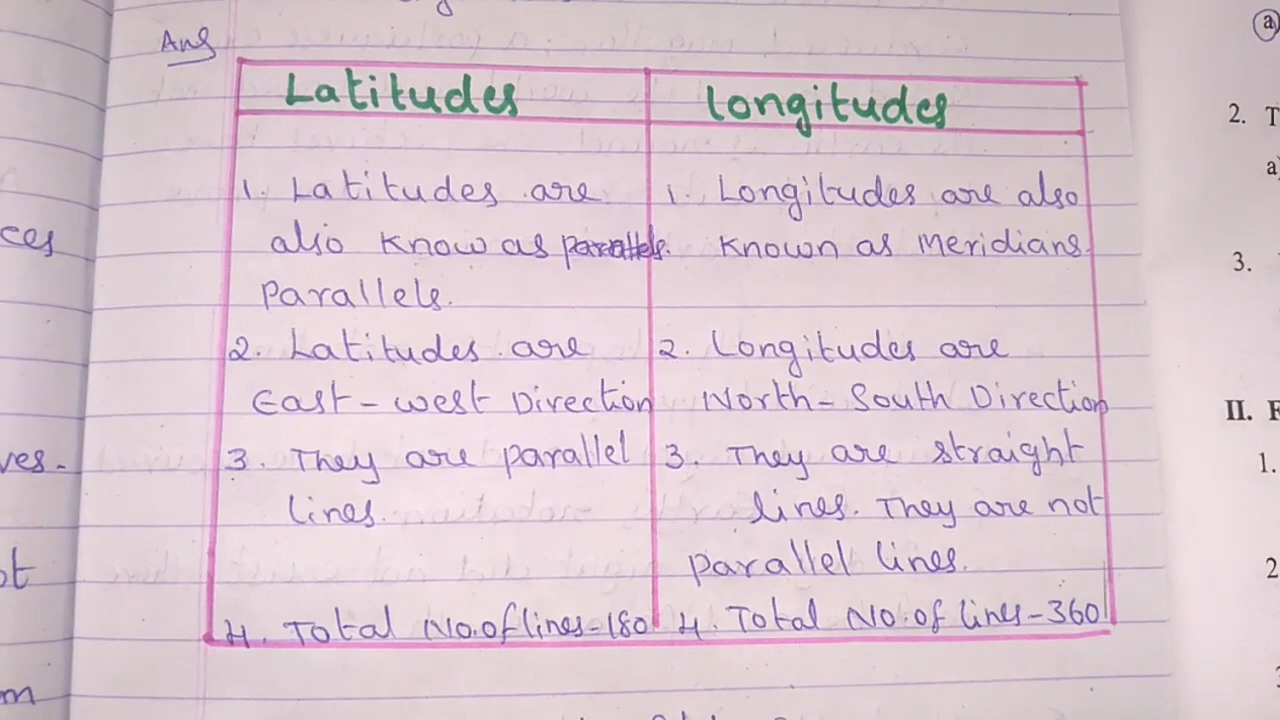 Ans
Latitudes
longitudes
1. Latitudes are
also Know as parallels.
parallels.
2. Latitudes are
East - west Direction
3. They are parallel
lines.
4. Total No.of lines-180
1. Longitudes are also
Known as Meridians.
2. Longitudes are
North - South Direction
3. They are straight
lines. They are not
parallel lines.
4. Total No.of lines-360
ces
ves.
ot
m
a
2. T
a)
3.
II. F
1.
2